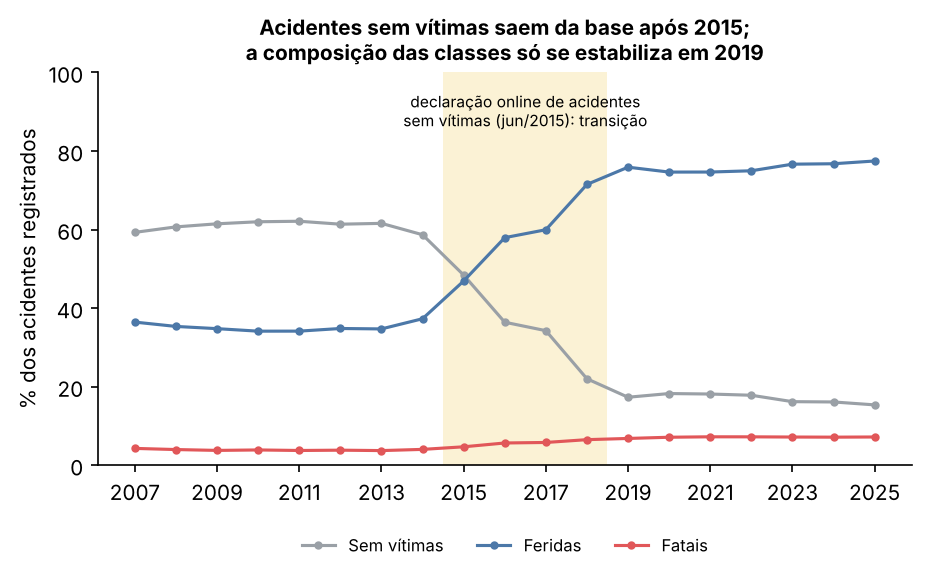 Acidentes sem vítimas saem da base após 2015;
a composição das classes só se estabiliza em 2019
declaração online de acidentes
sem vítimas (jun/2015): transição
% dos acidentes registrados
100
80
60
40
20
0
2007 2009 2011 2013 2015 2017 2019 2021 2023 2025
Sem vítimas Feridas Fatais